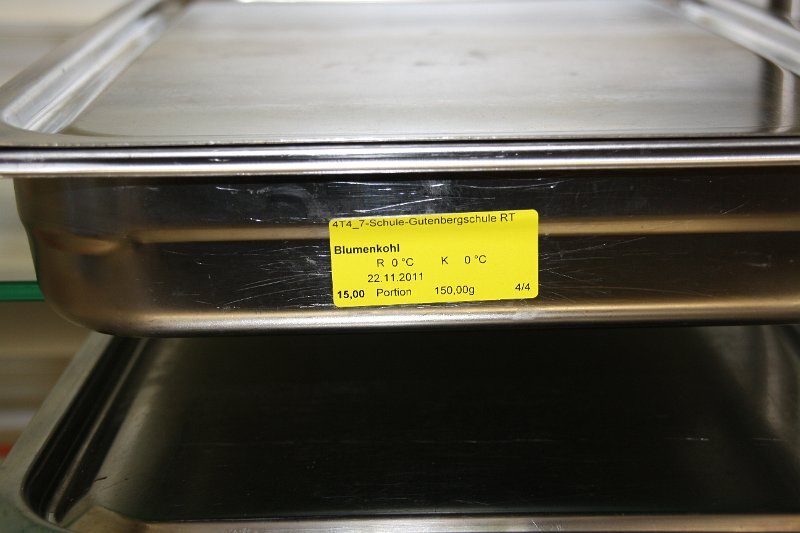 4T4_7-Schule-Gutenbergschule RT
Blumenkohl
R 0 °C K 0 °C
22.11.2011
15,00 Portion 150,00g 4/4